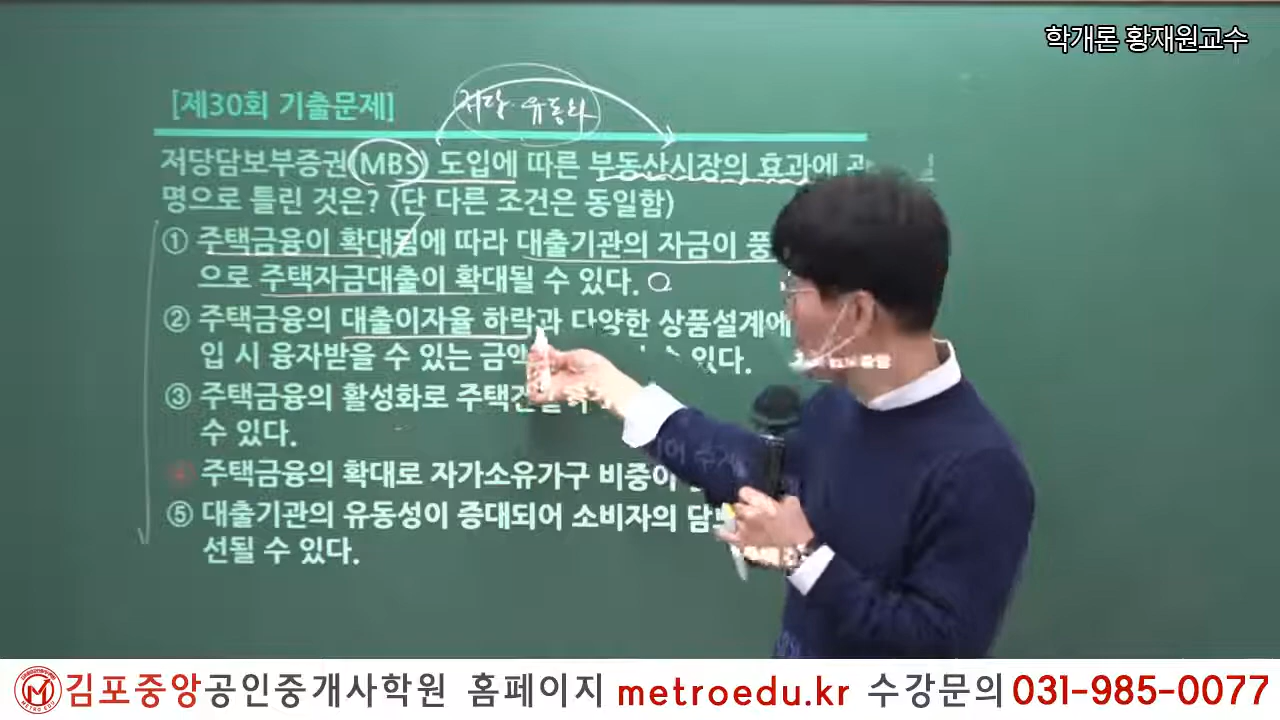 학개론 황재원교수
[제30회 기출문제]
저당 유동화
저당담보부증권(MBS) 도입에 따른 부동산시장의 효과에
명으로 틀린 것은? (단 다른 조건은 동일함)
① 주택금융이 확대됨에 따라 대출기관의 자금이 풍
으로 주택자금대출이 확대될 수 있다.
② 주택금융의 대출이자율 하락과 다양한 상품설계에
입 시 융자받을 수 있는 금액 있다.
③ 주택금융의 활성화로
수 있다.
④ 주택금융의 확대로 자가소유가구 비중이
⑤ 대출기관의 유동성이 증대되어 소비자의
선될 수 있다.
METRO EDU
김포중앙공인중개사학원 홈페이지 metroedu.kr 수강문의 031-985-0077